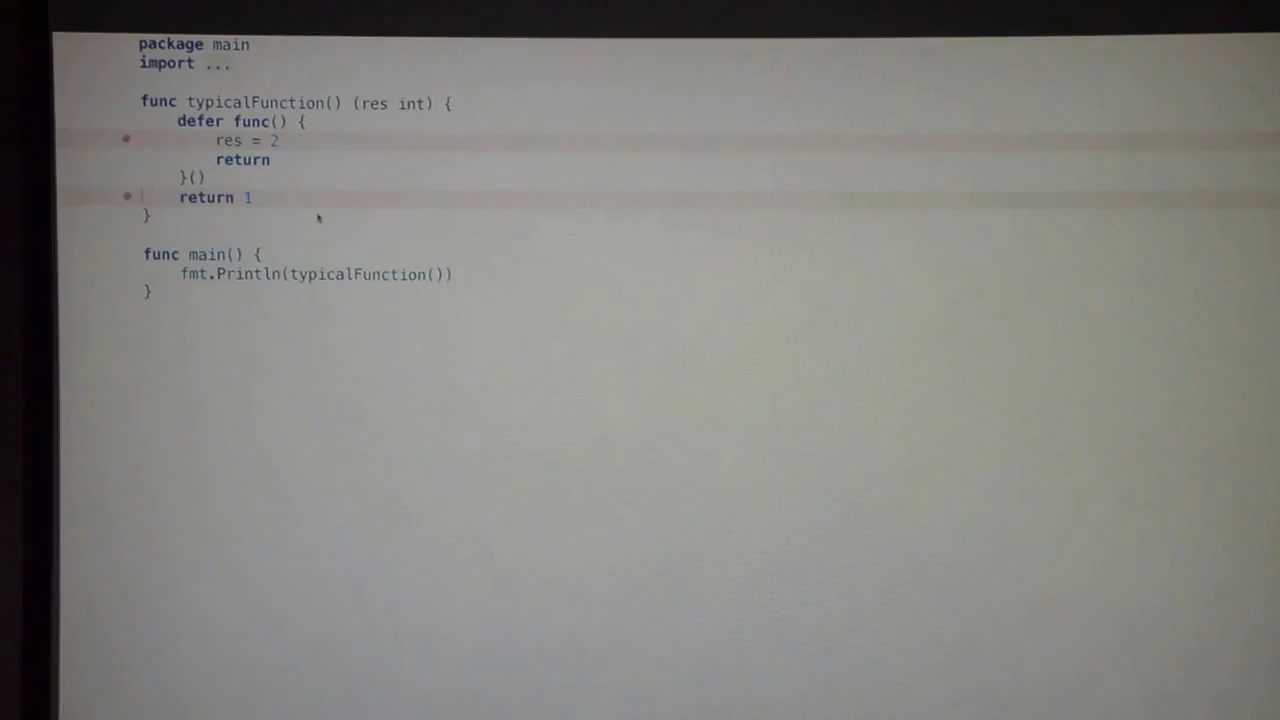 package main
import ...
func typicalFunction() (res int) {
    defer func() {
        res = 2
        return
    }()
    return 1
}
func main() {
    fmt.Println(typicalFunction())
}